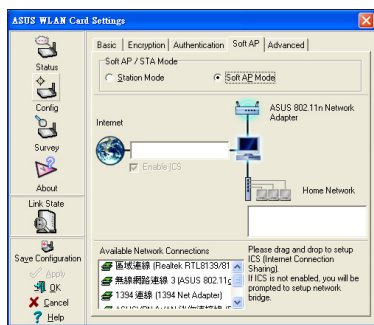 ASUS WLAN Card Settings
Status
Config
Survey
About
Link State
Save Configuration
Apply
OK
Cancel
Help
Basic Encryption Authentication Soft AP Advanced
Soft AP / STA Mode
Station Mode
Soft AP Mode
Internet
ASUS 802.11n Network
Adapter
Enable ICS
Home Network
Available Network Connections
區域連線 (Realtek RTL8139/81
無線網路連線 3 (ASUS 802.11g
1394 連線 (1394 Net Adapter)
Please drag and drop to setup
ICS (Internet Connection
Sharing).
If ICS is not enabled, you will be
prompted to setup network
bridge.